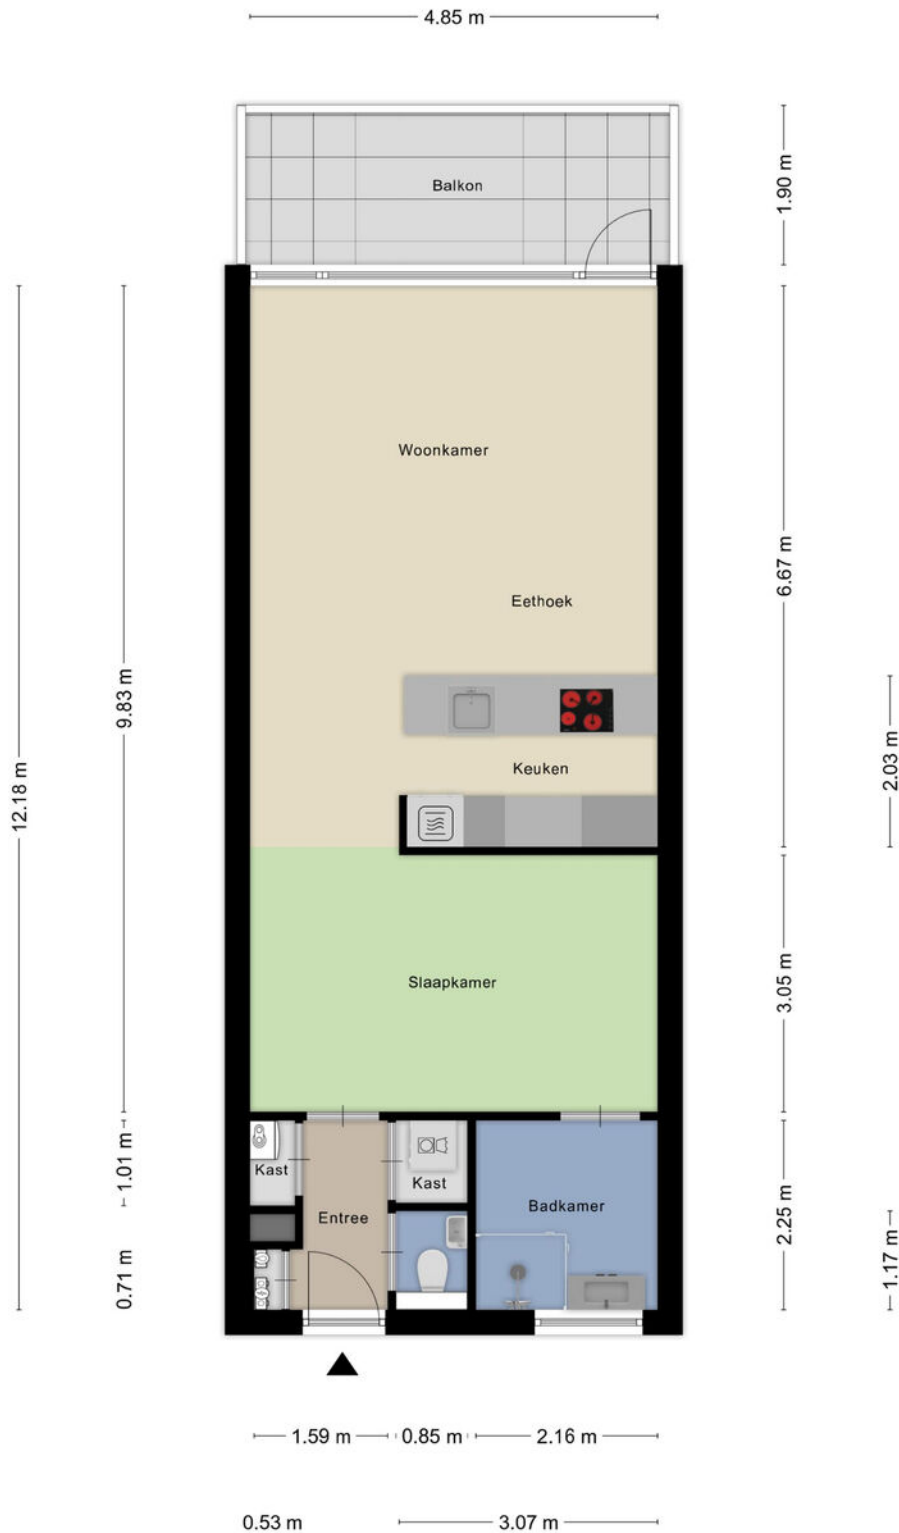 4.85 m
1.90 m
Balkon
Woonkamer
6.67 m
Eethoek
9.83 m
2.03 m
Keuken
12.18 m
Slaapkamer
3.05 m
1.01 m
Kast
Kast
Badkamer
Entree
2.25 m
0.71 m
1.17 m
1.59 m
0.85 m
2.16 m
0.53 m
3.07 m